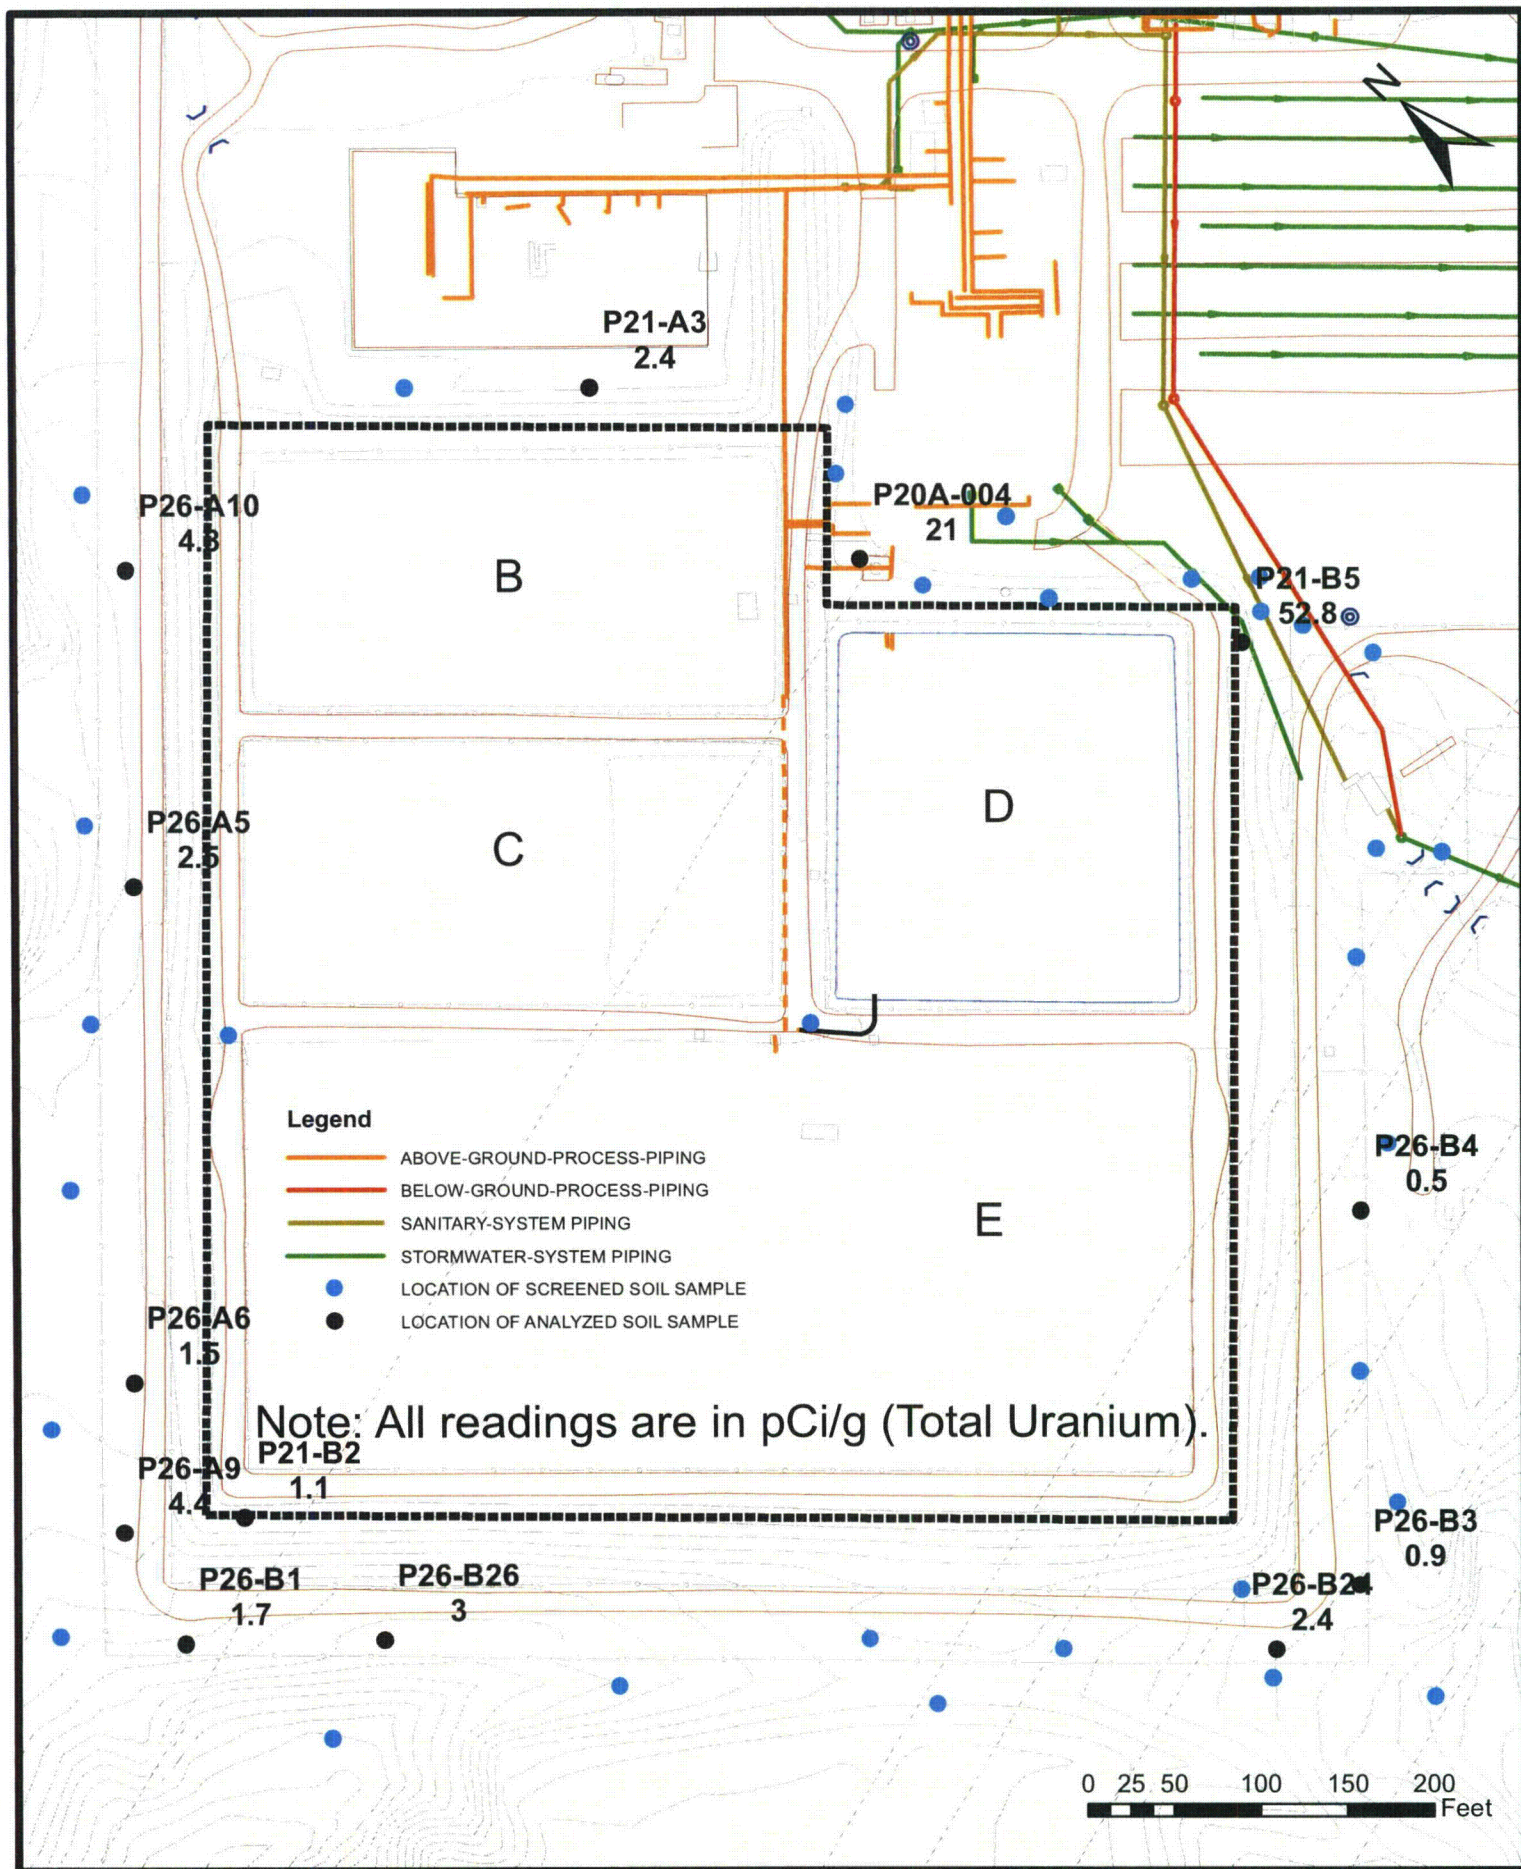 N
P21-A3
2.4
P26-A10
4.3
P20A-004
21
B
P21-B5
52.8
D
P26-A5
2.5
C
Legend
ABOVE-GROUND-PROCESS-PIPING
BELOW-GROUND-PROCESS-PIPING
SANITARY-SYSTEM PIPING
STORMWATER-SYSTEM PIPING
LOCATION OF SCREENED SOIL SAMPLE
LOCATION OF ANALYZED SOIL SAMPLE
E
P26-B4
0.5
P26-A6
1.5
Note: All readings are in pCi/g (Total Uranium).
P21-B2
1.1
P26-A9
4.4
P26-B3
0.9
P26-B1
1.7
P26-B26
3
P26-B24
2.4
0 25 50 100 150 200
Feet